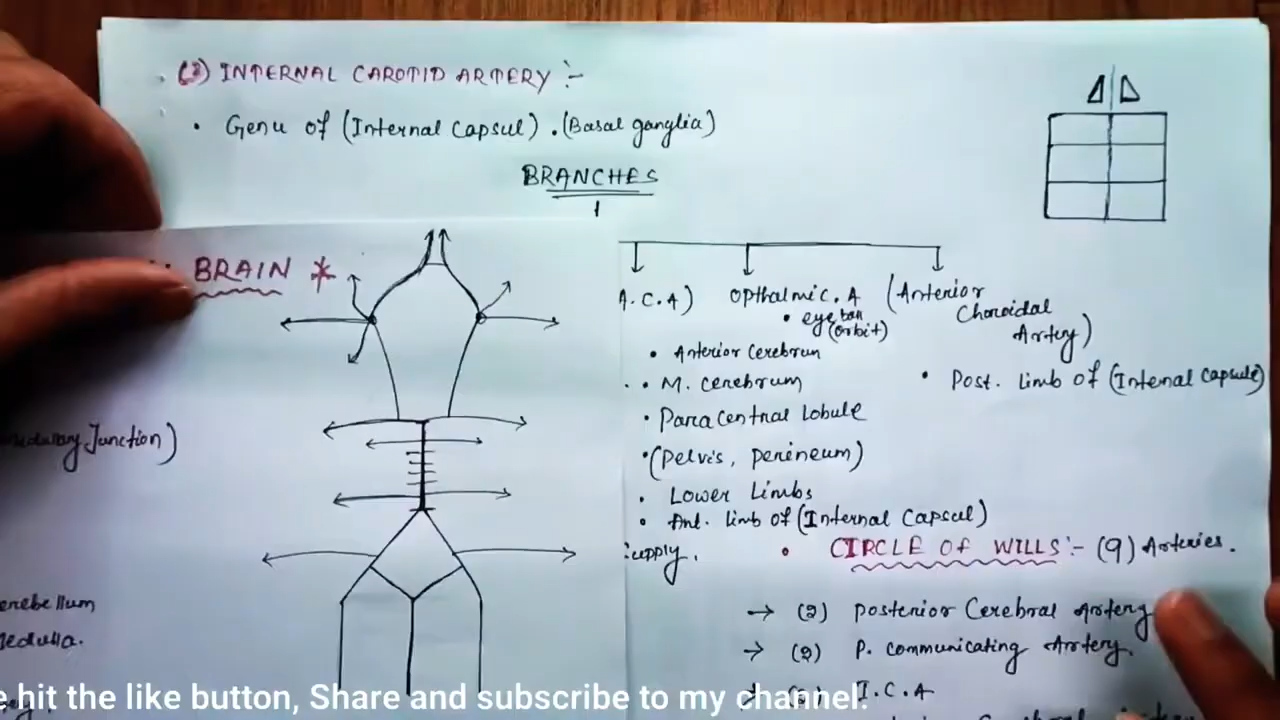 (2) INTERNAL CAROTID ARTERY :-
• Genu of (Internal Capsul) . (Basal ganglia)
BRANCHES
BRAIN *
A.C.A)
Opthalmic. A
(Anterior
Choroidal
Artery)
• eye ball
(orbit)
• Anterior Cerebrum
• M. cerebrum
• Post. limb of (Internal Capsule)
• Paracentral lobule
Junction)
• (Pelvis, perineum)
• Lower Limbs
• Ant. limb of (Internal Capsul)
supply.
• CIRCLE OF WILLS :- (9) Arteries.
erebellum
→ (2) Posterior Cerebral Artery
medulla.
→ (2) P. Communicating Artery.
I.C.A
e hit the like button, Share and subscribe to my channel.